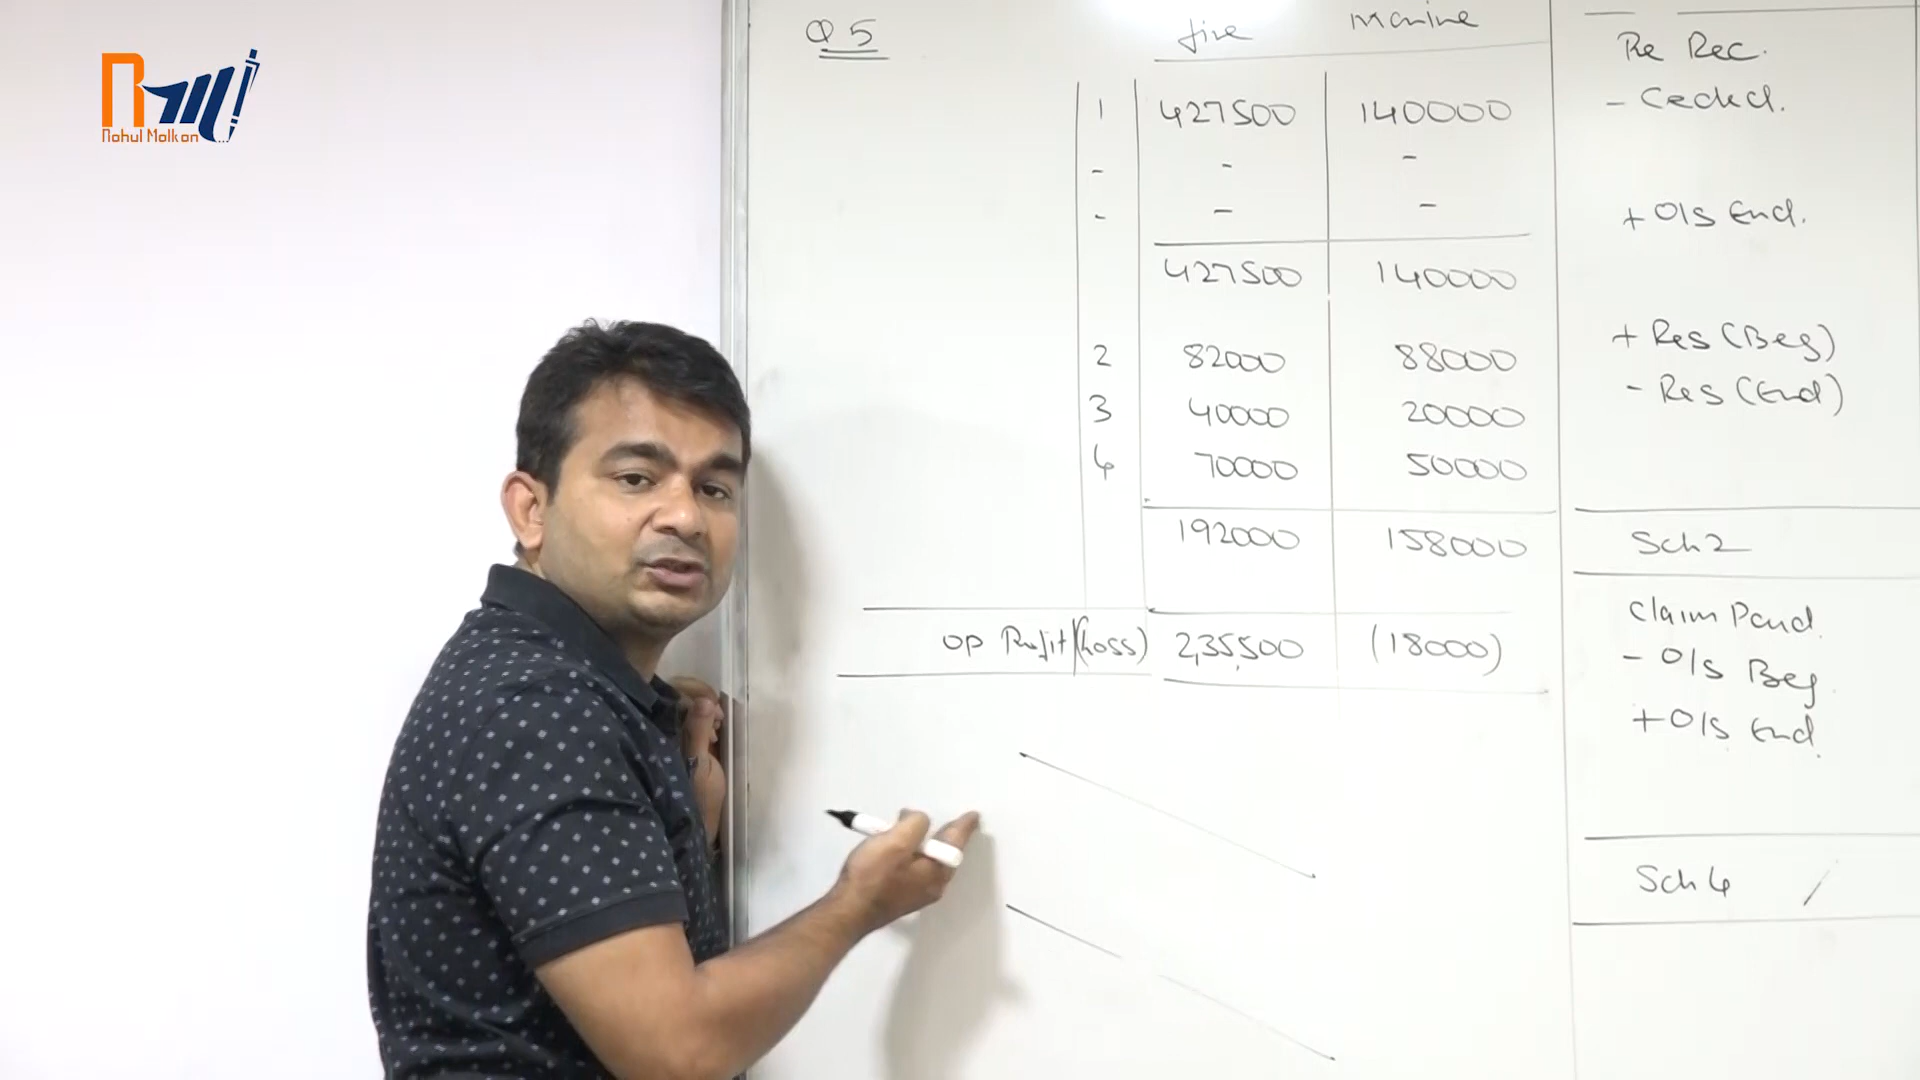 Rahul Malkan
Q 5
Fire Marine
1 427500 140000
- - -
- - -
427500 140000
2 82000 88000
3 40000 20000
4 70000 50000
192000 158000
OP Profit/(Loss) 2,35,500 (18000)
Pre Rec.
- Ceded.
+ O/S End.
+ Res (Beg)
- Res (End)
Sch 2
Claim Paid.
- O/S Beg
+ O/S End.
Sch 4